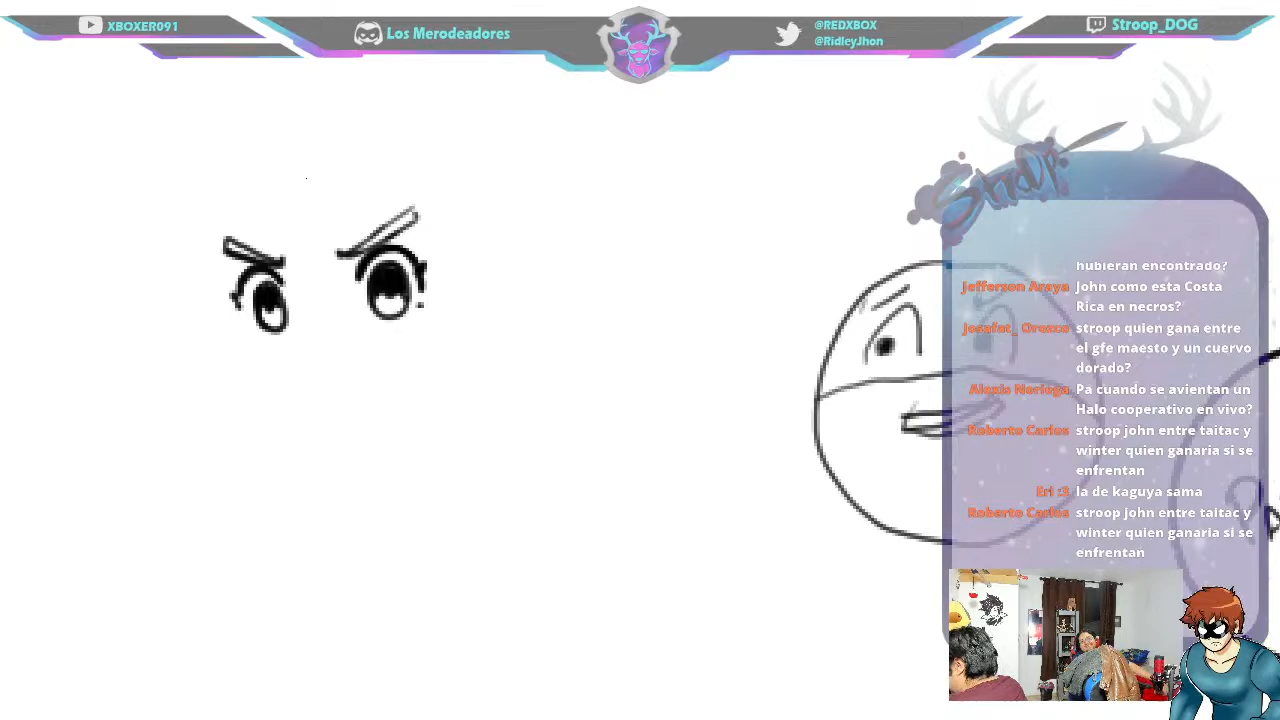 XBOXER091
Los Merodeadores
@REDXBOX
@RidleyJhon
Stroop_DOG
Stroop
hubieran encontrado?
Jefferson Araya John como esta Costa
Rica en necros?
Josafat_ Orozco stroop quien gana entre
el gfe maesto y un cuervo
dorado?
Alexis Noriega Pa cuando se avientan un
Halo cooperativo en vivo?
Roberto Carlos stroop john entre taitac y
winter quien ganaria si se
enfrentan
Eri :3 la de kaguya sama
Roberto Carlos stroop john entre taitac y
winter quien ganaria si se
enfrentan